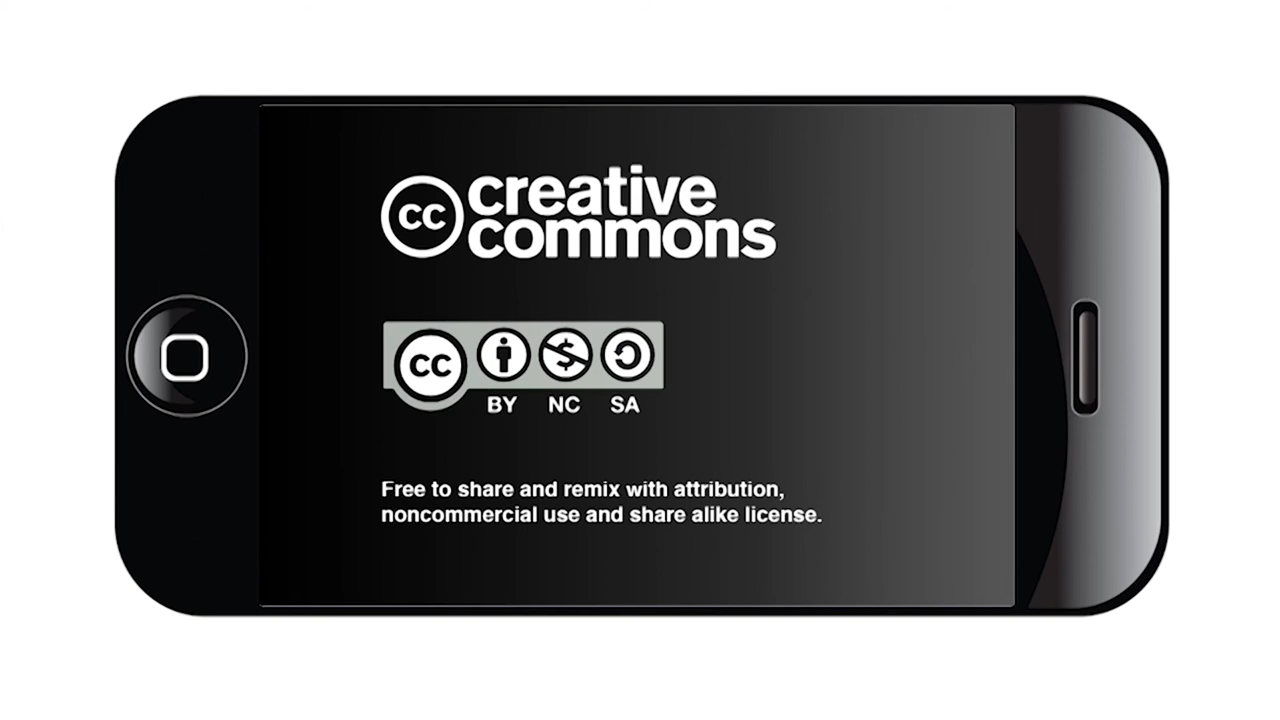 cc creative
commons
cc
BY NC SA
Free to share and remix with attribution,
noncommercial use and share alike license.